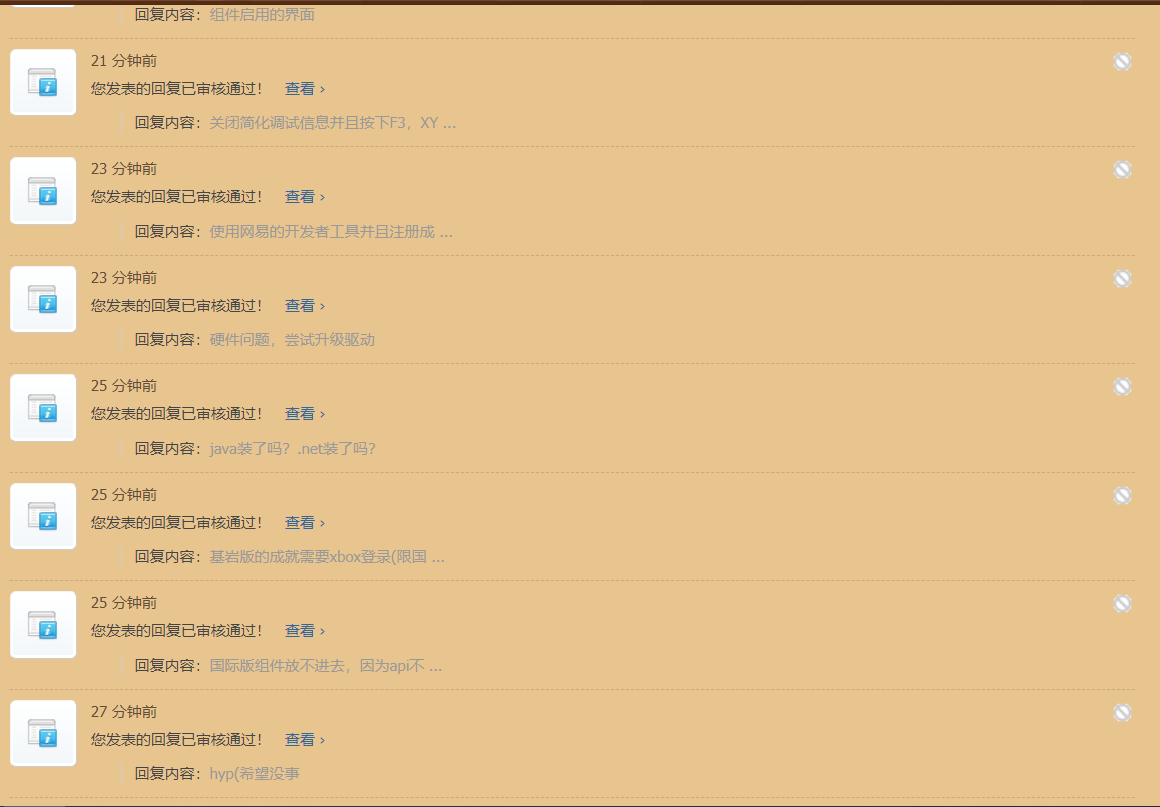 回复内容：组件启用的界面
21 分钟前
您发表的回复已审核通过！ 查看 ›
回复内容：关闭简化调试信息并且按下F3，XY ...
23 分钟前
您发表的回复已审核通过！ 查看 ›
回复内容：使用网易的开发者工具并且注册成 ...
23 分钟前
您发表的回复已审核通过！ 查看 ›
回复内容：硬件问题，尝试升级驱动
25 分钟前
您发表的回复已审核通过！ 查看 ›
回复内容：java装了吗？.net装了吗？
25 分钟前
您发表的回复已审核通过！ 查看 ›
回复内容：基岩版的成就需要xbox登录(限国 ...
25 分钟前
您发表的回复已审核通过！ 查看 ›
回复内容：国际版组件放不进去，因为api不 ...
27 分钟前
您发表的回复已审核通过！ 查看 ›
回复内容：hyp(希望没事